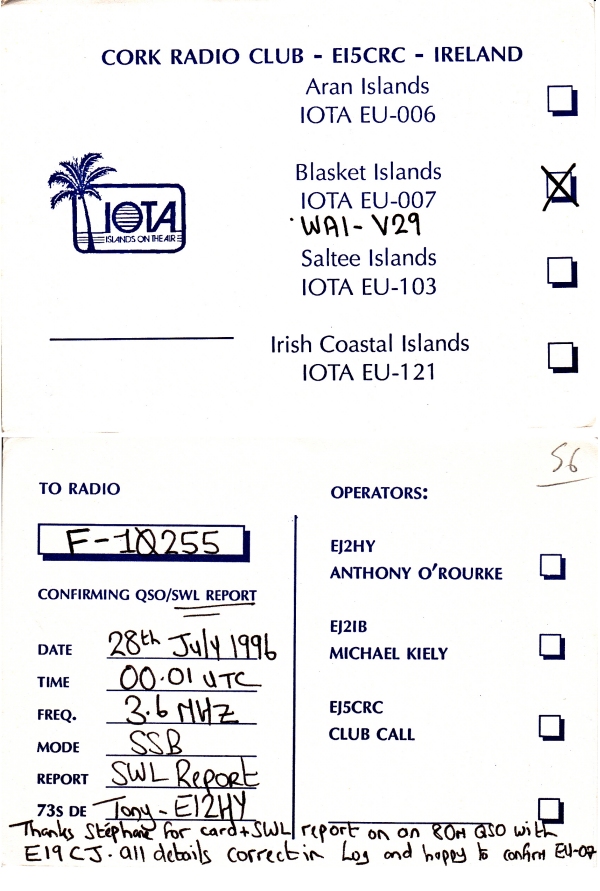 CORK RADIO CLUB - EI5CRC - IRELAND
Aran Islands
IOTA EU-006
Blasket Islands
IOTA EU-007
WAI - V29
IOTA
ISLANDS ON THE AIR
Saltee Islands
IOTA EU-103
Irish Coastal Islands
IOTA EU-121
56
TO RADIO
F-10255
CONFIRMING QSO/SWL REPORT
DATE 28th July 1996
TIME 00.01 UTC
FREQ. 3.6 MHZ
MODE SSB
REPORT SWL Report
73S DE Tony - EI2HY
OPERATORS:
EJ2HY
ANTHONY O'ROURKE
EJ2IB
MICHAEL KIELY
EJ5CRC
CLUB CALL
Thanks Stéphane for card + SWL report on an 80M QSO with
EI9CJ. all details correct in Log and happy to confirm EU-07